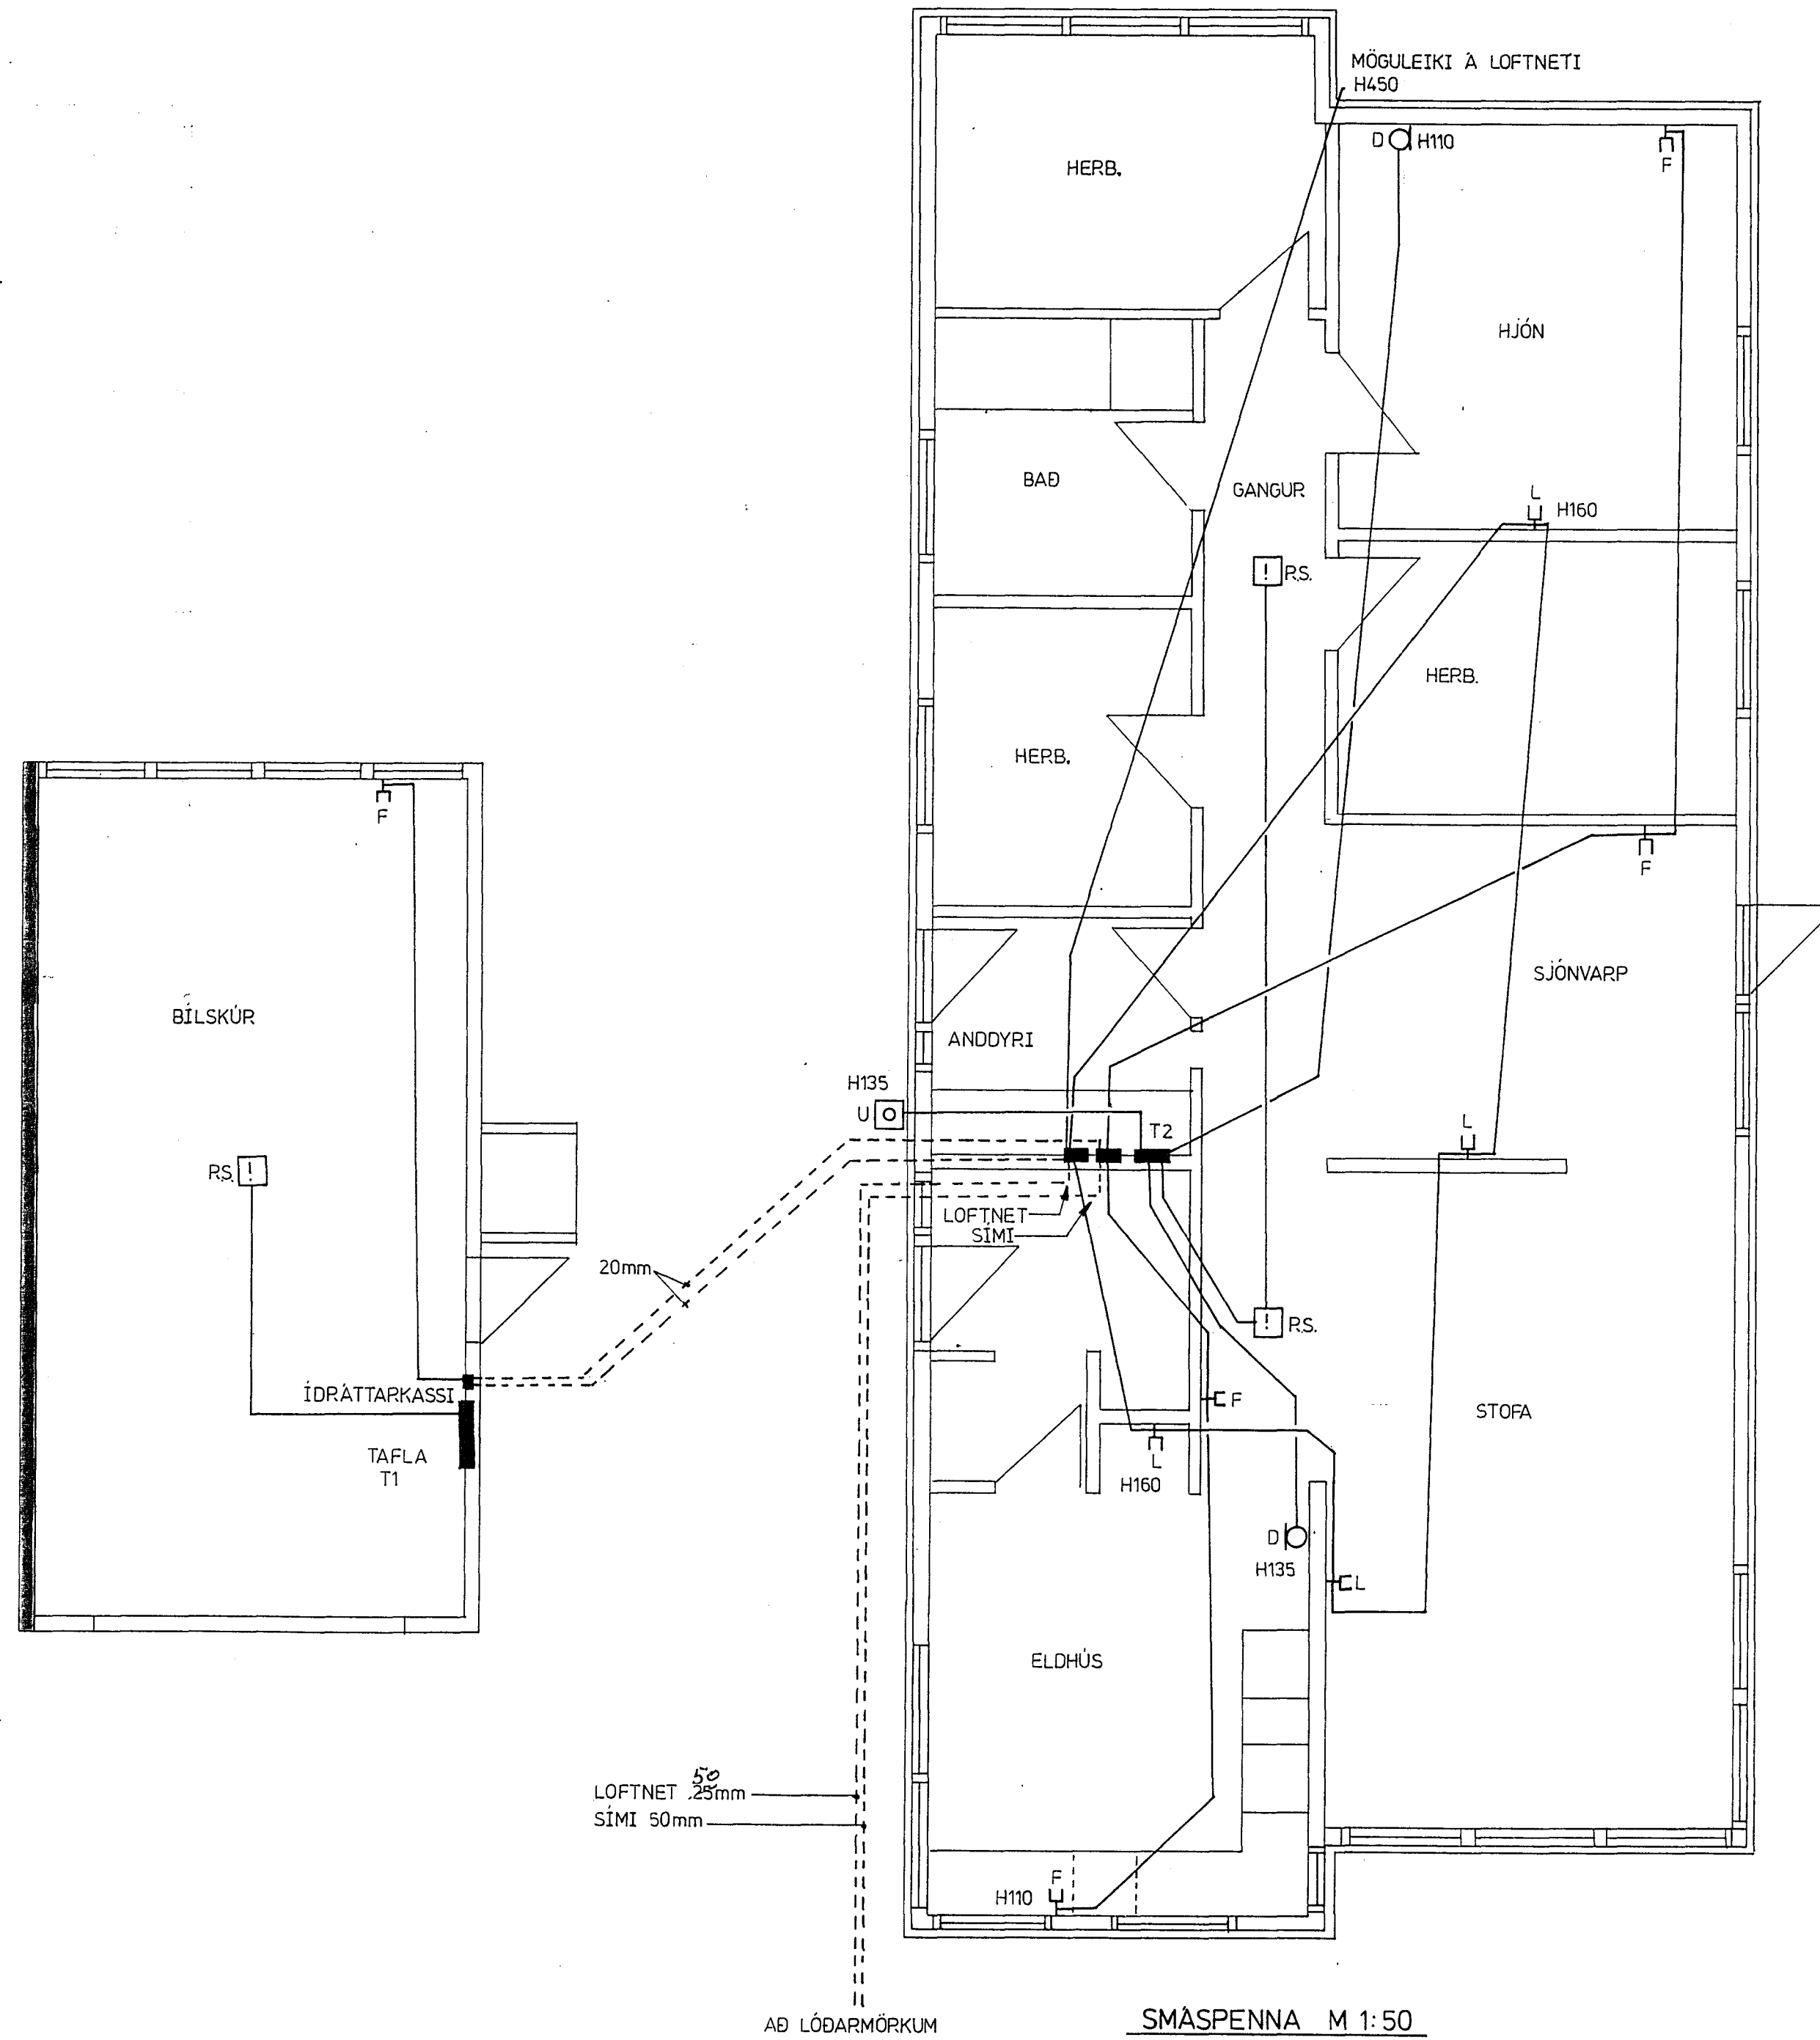 MÖGULEIKI Á LOFTNETI
H450
D H110
F
HERB.
HJÓN
L H160
BAÐ
GANGUR
R.S.
HERB.
HERB.
F
F
SJÓNVARP
BÍLSKÚR
ANDDYRI
H135
U
T2
L
R.S.
LOFTNET
SÍMI
20mm
R.S.
ÍDRÁTTARKASSI
F
STOFA
TAFLA
T1
L
H160
D
H135
L
ELDHÚS
50
LOFTNET 25mm
SÍMI 50mm
F
H110
AÐ LÓÐARMÖRKUM
SMÁSPENNA M 1:50